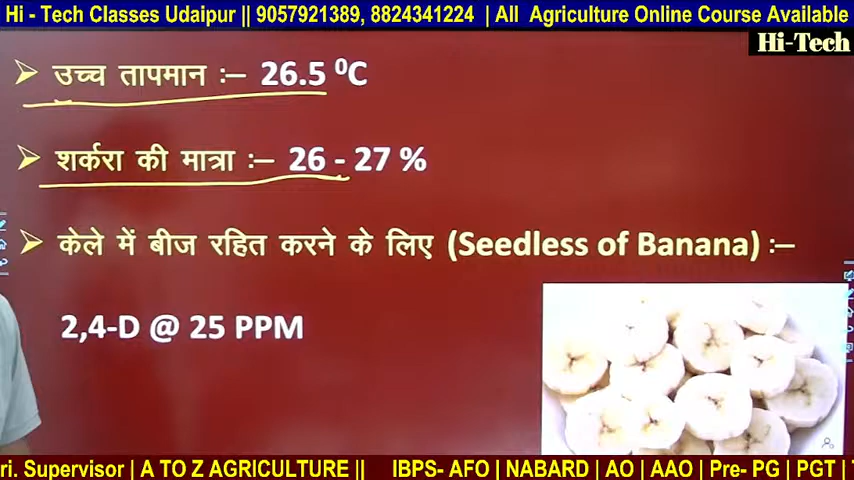 Hi - Tech Classes Udaipur || 9057921389, 8824341224 | All Agriculture Online Course Available
Hi-Tech
➢ उच्च तापमान :– 26.5 ⁰C
➢ शर्करा की मात्रा :– 26 - 27 %
➢ केले में बीज रहित करने के लिए (Seedless of Banana) :–
2,4-D @ 25 PPM
ri. Supervisor | A TO Z AGRICULTURE || IBPS- AFO | NABARD | AO | AAO | Pre- PG | PGT |